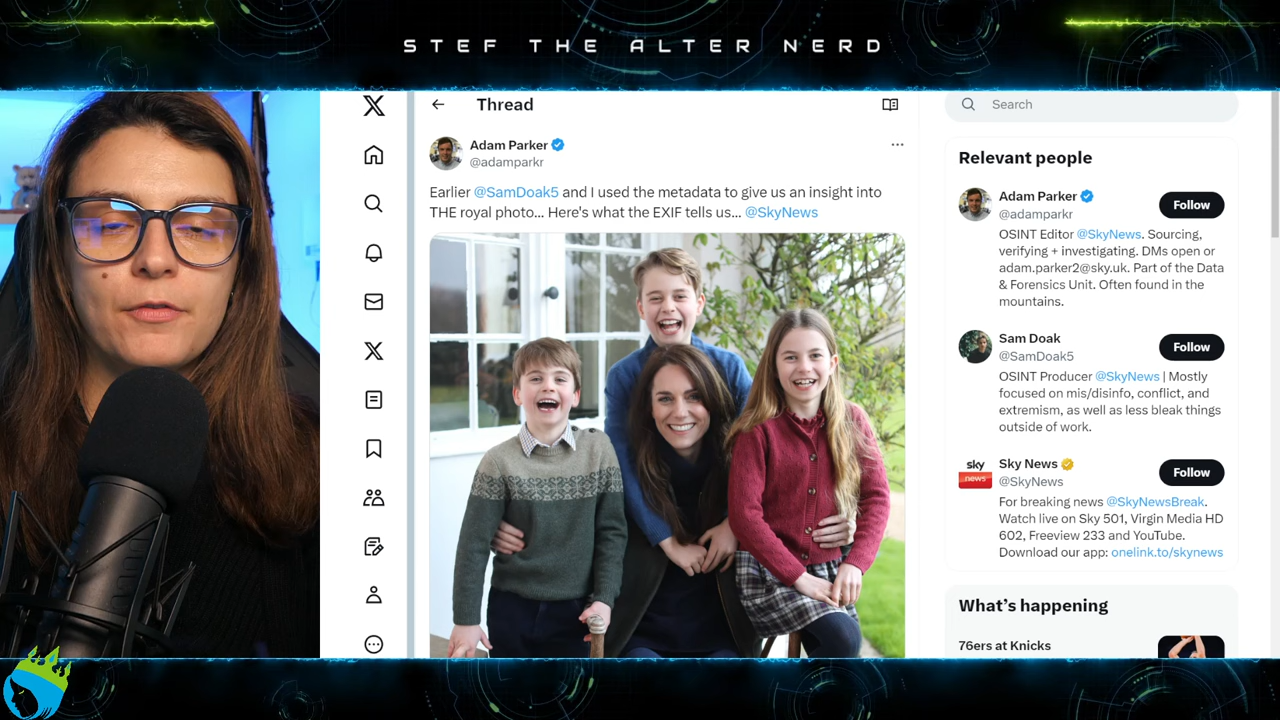 STEF THE ALTER NERD
Thread
Adam Parker
@adamparkr
Earlier @SamDoak5 and I used the metadata to give us an insight into
THE royal photo... Here's what the EXIF tells us... @SkyNews
Search
Relevant people
Adam Parker
@adamparkr
Follow
OSINT Editor @SkyNews. Sourcing,
verifying + investigating. DMs open or
adam.parker2@sky.uk. Part of the Data
& Forensics Unit. Often found in the
mountains.
Sam Doak
@SamDoak5
Follow
OSINT Producer @SkyNews | Mostly
focused on mis/disinfo, conflict, and
extremism, as well as less bleak things
outside of work.
sky
news
Sky News
@SkyNews
Follow
For breaking news @SkyNewsBreak.
Watch live on Sky 501, Virgin Media HD
602, Freeview 233 and YouTube.
Download our app: onelink.to/skynews
What's happening
76ers at Knicks